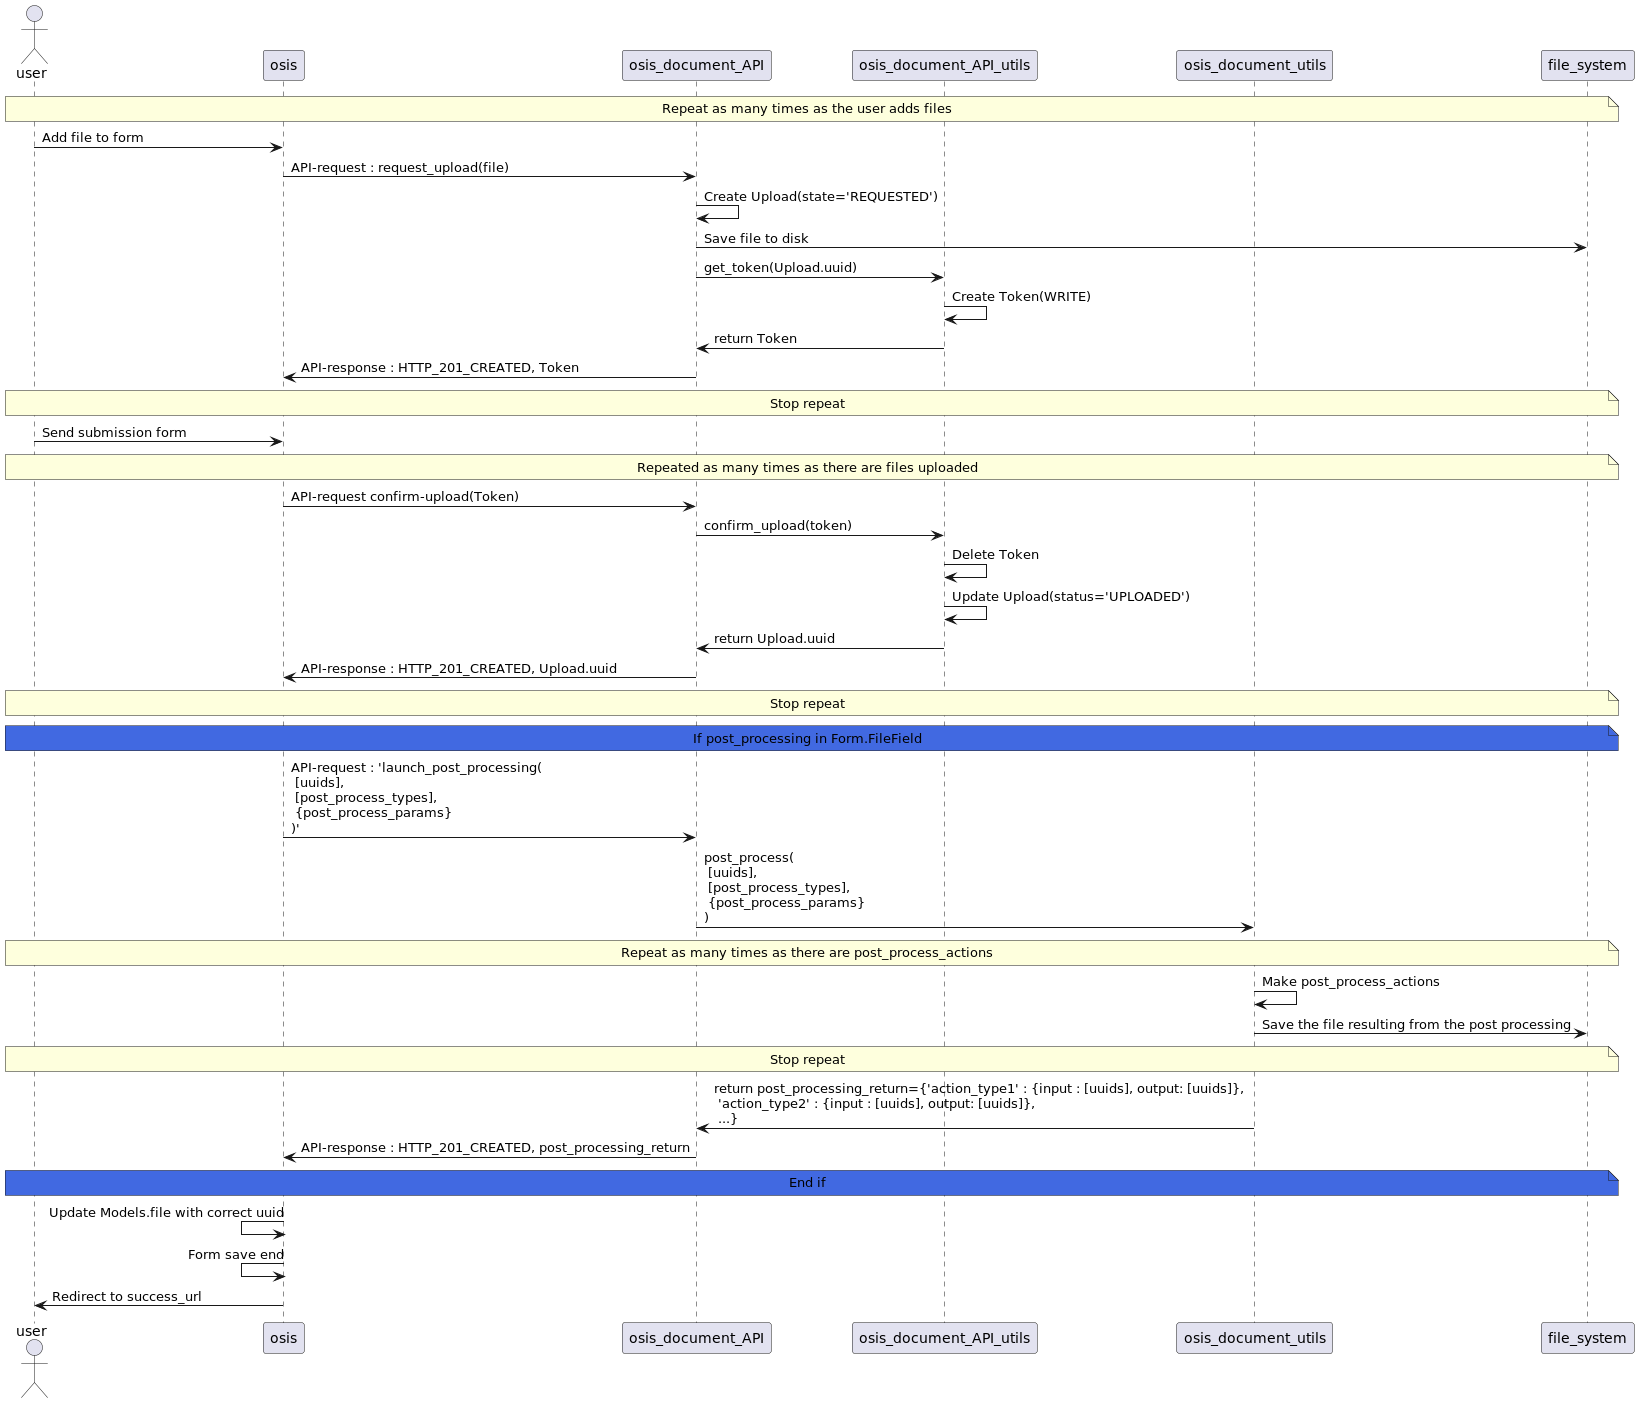 user
osis
osis_document_API
osis_document_API_utils
osis_document_utils
file_system
Repeat as many times as the user adds files
Add file to form
API-request : request_upload(file)
Create Upload(state='REQUESTED')
Save file to disk
get_token(Upload.uuid)
Create Token(WRITE)
return Token
API-response : HTTP_201_CREATED, Token
Stop repeat
Send submission form
Repeated as many times as there are files uploaded
API-request confirm-upload(Token)
confirm_upload(token)
Delete Token
Update Upload(status='UPLOADED')
return Upload.uuid
API-response : HTTP_201_CREATED, Upload.uuid
Stop repeat
If post_processing in Form.FileField
API-request : 'launch_post_processing(
[uuids],
[post_process_types],
{post_process_params}
)'
post_process(
[uuids],
[post_process_types],
{post_process_params}
)
Repeat as many times as there are post_process_actions
Make post_process_actions
Save the file resulting from the post processing
Stop repeat
return post_processing_return={'action_type1' : {input : [uuids], output: [uuids]},
'action_type2' : {input : [uuids], output: [uuids]},
...}
API-response : HTTP_201_CREATED, post_processing_return
End if
Update Models.file with correct uuid
Form save end
Redirect to success_url
user
osis
osis_document_API
osis_document_API_utils
osis_document_utils
file_system